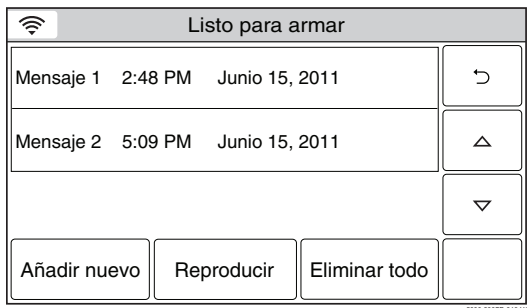 Listo para armar
Mensaje 1 2:48 PM Junio 15, 2011
Mensaje 2 5:09 PM Junio 15, 2011
Añadir nuevo Reproducir Eliminar todo